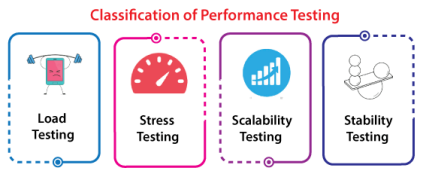 Classification of Performance Testing
Load
Testing
Stress
Testing
Scalability
Testing
Stability
Testing